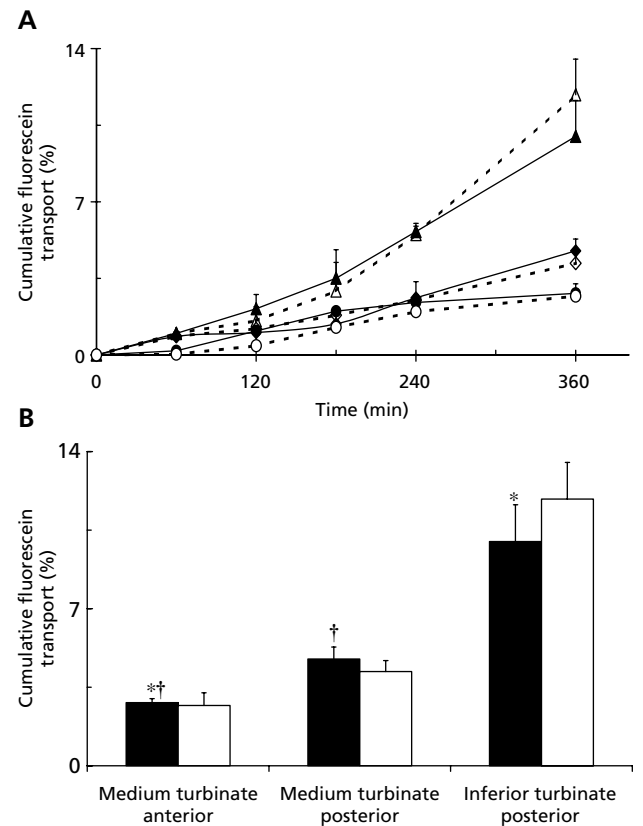 A
14
7
0
Cumulative fluorescein
transport (%)
0 120 240 360
Time (min)
B
14
7
0
Cumulative fluorescein
transport (%)
*†
†
*
Medium turbinate
anterior
Medium turbinate
posterior
Inferior turbinate
posterior